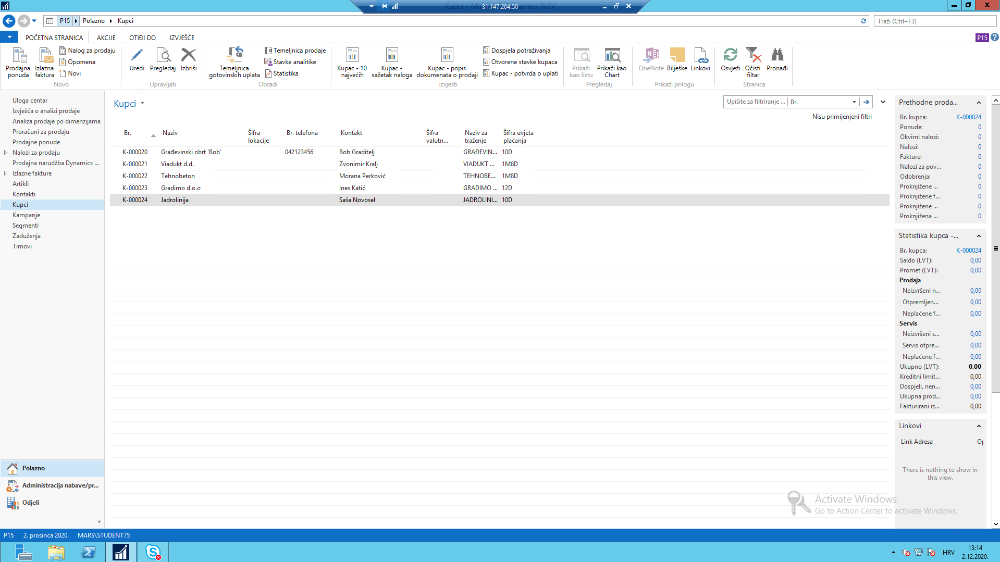 Kupci - Mi 31.147.204.50 amics NAV
P15 Polazno Kupci
Traži (Ctrl+F3)
POČETNA STRANICA AKCIJE OTIĐI DO IZVJEŠĆE
P15
Prodajna ponuda
Izlazna faktura
Nalog za prodaju
Opomena
Novi
Novo
Uredi
Pregledaj
Izbriši
Upravljati
Temeljnica gotovinskih uplata
Temeljnica prodaje
Stavke analitike
Statistika
Obradi
Kupac - 10 najvećih
Kupac - sažetak naloga
Kupac - popis dokumenata o prodaji
Dospjela potraživanja
Otvorene stavke kupaca
Kupac - potvrda o uplati
izvjesti
Prikaži kao listu
Prikaži kao Chart
Pregledaj
OneNote
Bilješke
Linkovi
Prikaži prilogu
Osvježi
Očisti filtar
Pronađi
Stranica
Uloga centar
Izvješća o analizi prodaje
Analiza prodaje po dimenzijama
Proračuni za prodaju
Prodajne ponude
Nalozi za prodaju
Prodajna narudžba Dynamics ...
Izlazne fakture
Artikli
Kontakti
Kupci
Kampanje
Segmenti
Zaduženja
Timovi
Polazno
Administracija nabave/pr...
Odjeli
Kupci
Upišite za filtriranje ... Br.
Nisu primijenjeni filtri
Br. Naziv Šifra lokacije Br. telefona Kontakt Šifra valutn... Naziv za traženje Šifra uvjeta plaćanja
K-000020 Građevinski obrt 'Bob' 042123456 Bob Graditelj GRAĐEVIN... 10D
K-000021 Viadukt d.d. Zvonimir Kralj VIADUKT ... 1M8D
K-000022 Tehnobeton Morana Perković TEHNOBE... 1M8D
K-000023 Gradimo d.o.o Ines Katić GRADIMO ... 12D
K-000024 Jadrolinija Saša Novosel JADROLINI... 10D
Prethodne proda...
Br. kupca: K-000024
Ponude: 0
Okvirni nalozi: 0
Nalozi: 0
Fakture: 0
Nalozi za pov... 0
Odobrenja: 0
Proknjižene ... 0
Proknjižene f... 0
Proknjižene ... 0
Proknjižena ... 0
Statistika kupca -...
Br. kupca: K-000024
Saldo (LVT): 0,00
Promet (LVT): 0,00
Prodaja
Neizvršeni n... 0,00
Otpremljen... 0,00
Neplaćene f... 0,00
Servis
Neizvršeni s... 0,00
Servis otpre... 0,00
Neplaćene f... 0,00
Ukupno (LVT): 0,00
Kreditni limit... 0,00
Dospjeli, nen... 0,00
Ukupna prod... 0,00
Fakturirani iz... 0,00
Linkovi
Link Adresa Op
There is nothing to show in this view.
Activate Windows
Go to Action Center to activate Windows.
P15 2. prosinca 2020. MARS\STUDENT75
HRV
13:14
2.12.2020.